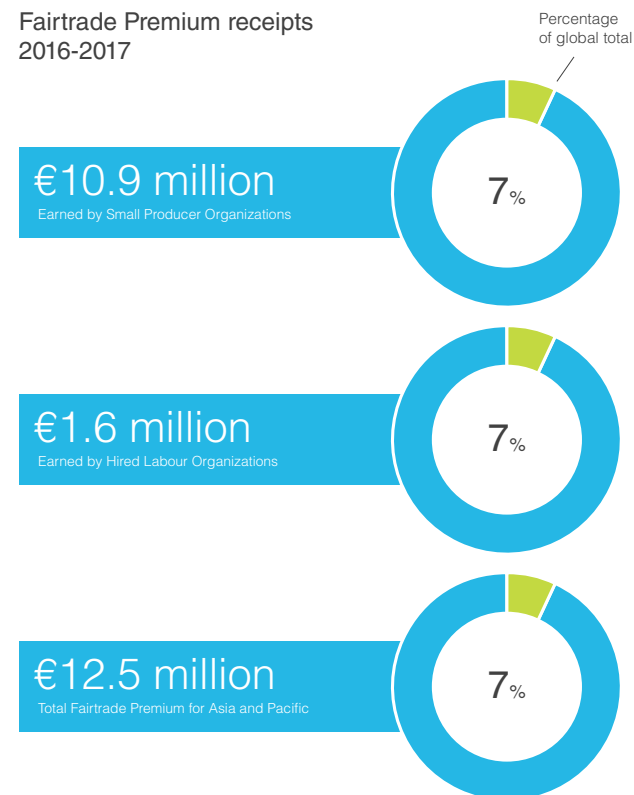 Fairtrade Premium receipts
2016-2017
Percentage
of global total
€10.9 million
Earned by Small Producer Organizations
7%
€1.6 million
Earned by Hired Labour Organizations
7%
€12.5 million
Total Fairtrade Premium for Asia and Pacific
7%